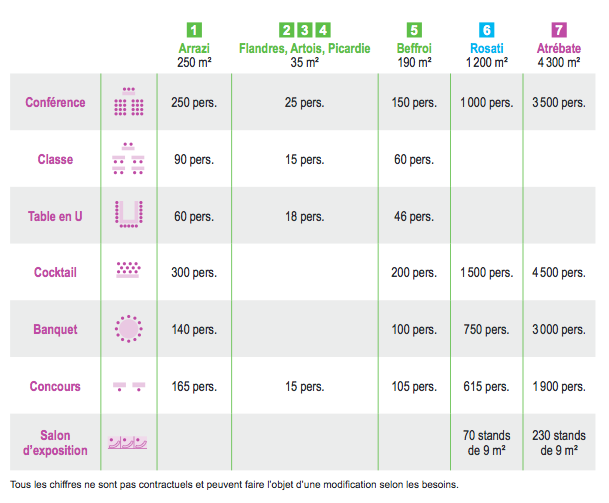 1 2 3 4 5 6 7
Arrazi Flandres, Artois, Picardie Beffroi Rosati Atrébate
250 m² 35 m² 190 m² 1 200 m² 4 300 m²
Conférence 250 pers. 25 pers. 150 pers. 1 000 pers. 3 500 pers.
Classe 90 pers. 15 pers. 60 pers.
Table en U 60 pers. 18 pers. 46 pers.
Cocktail 300 pers. 200 pers. 1 500 pers. 4 500 pers.
Banquet 140 pers. 100 pers. 750 pers. 3 000 pers.
Concours 165 pers. 15 pers. 105 pers. 615 pers. 1 900 pers.
Salon 70 stands 230 stands
d'exposition de 9 m² de 9 m²
Tous les chiffres ne sont pas contractuels et peuvent faire l'objet d'une modification selon les besoins.